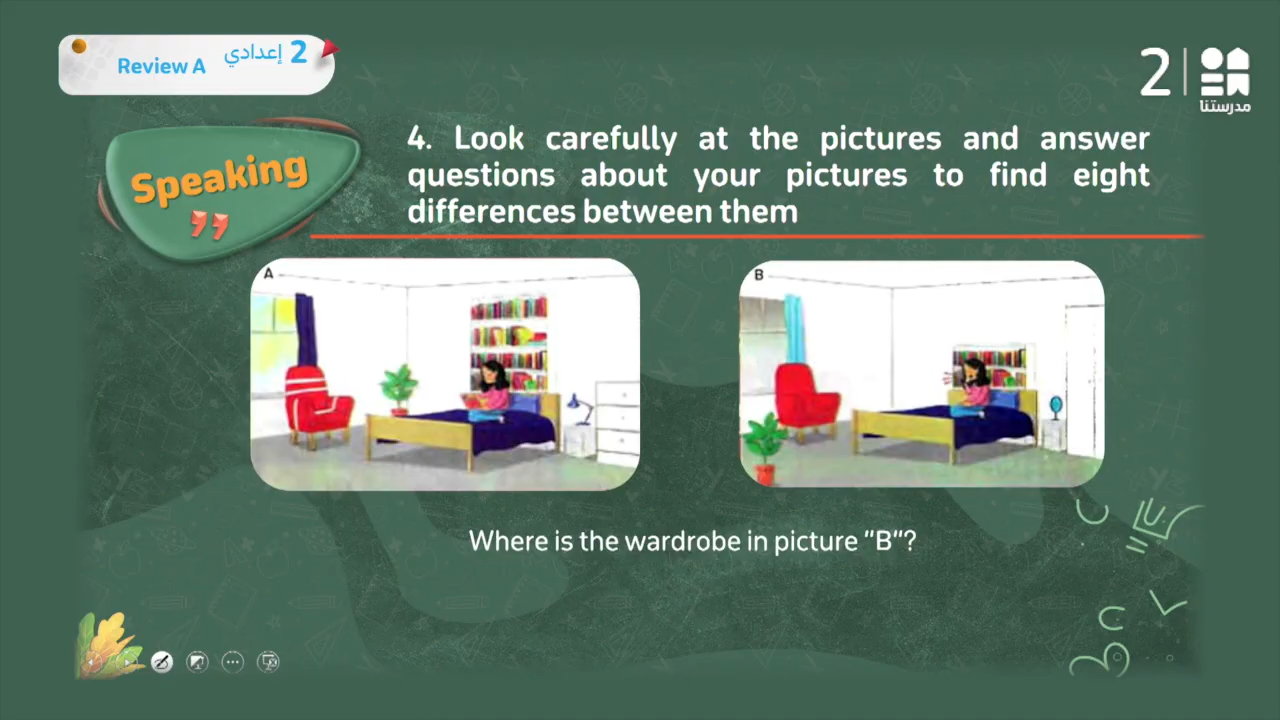 2 إعدادي
Review A
2
مدرستنا
Speaking
4. Look carefully at the pictures and answer
questions about your pictures to find eight
differences between them
A
B
Where is the wardrobe in picture "B"?